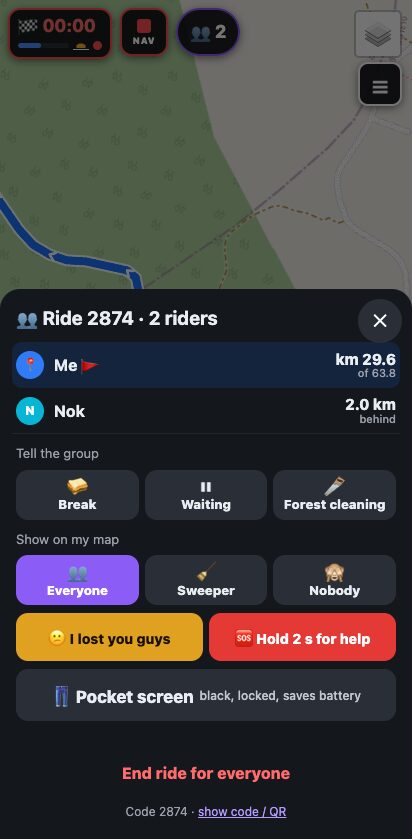 00:00
NAV
2
Ride 2874 · 2 riders
Me
km 29.6
of 63.8
N
Nok
2.0 km
behind
Tell the group
Break
Waiting
Forest cleaning
Show on my map
Everyone
Sweeper
Nobody
I lost you guys
SOS
Hold 2 s for help
Pocket screen black, locked, saves battery
End ride for everyone
Code 2874 · show code / QR